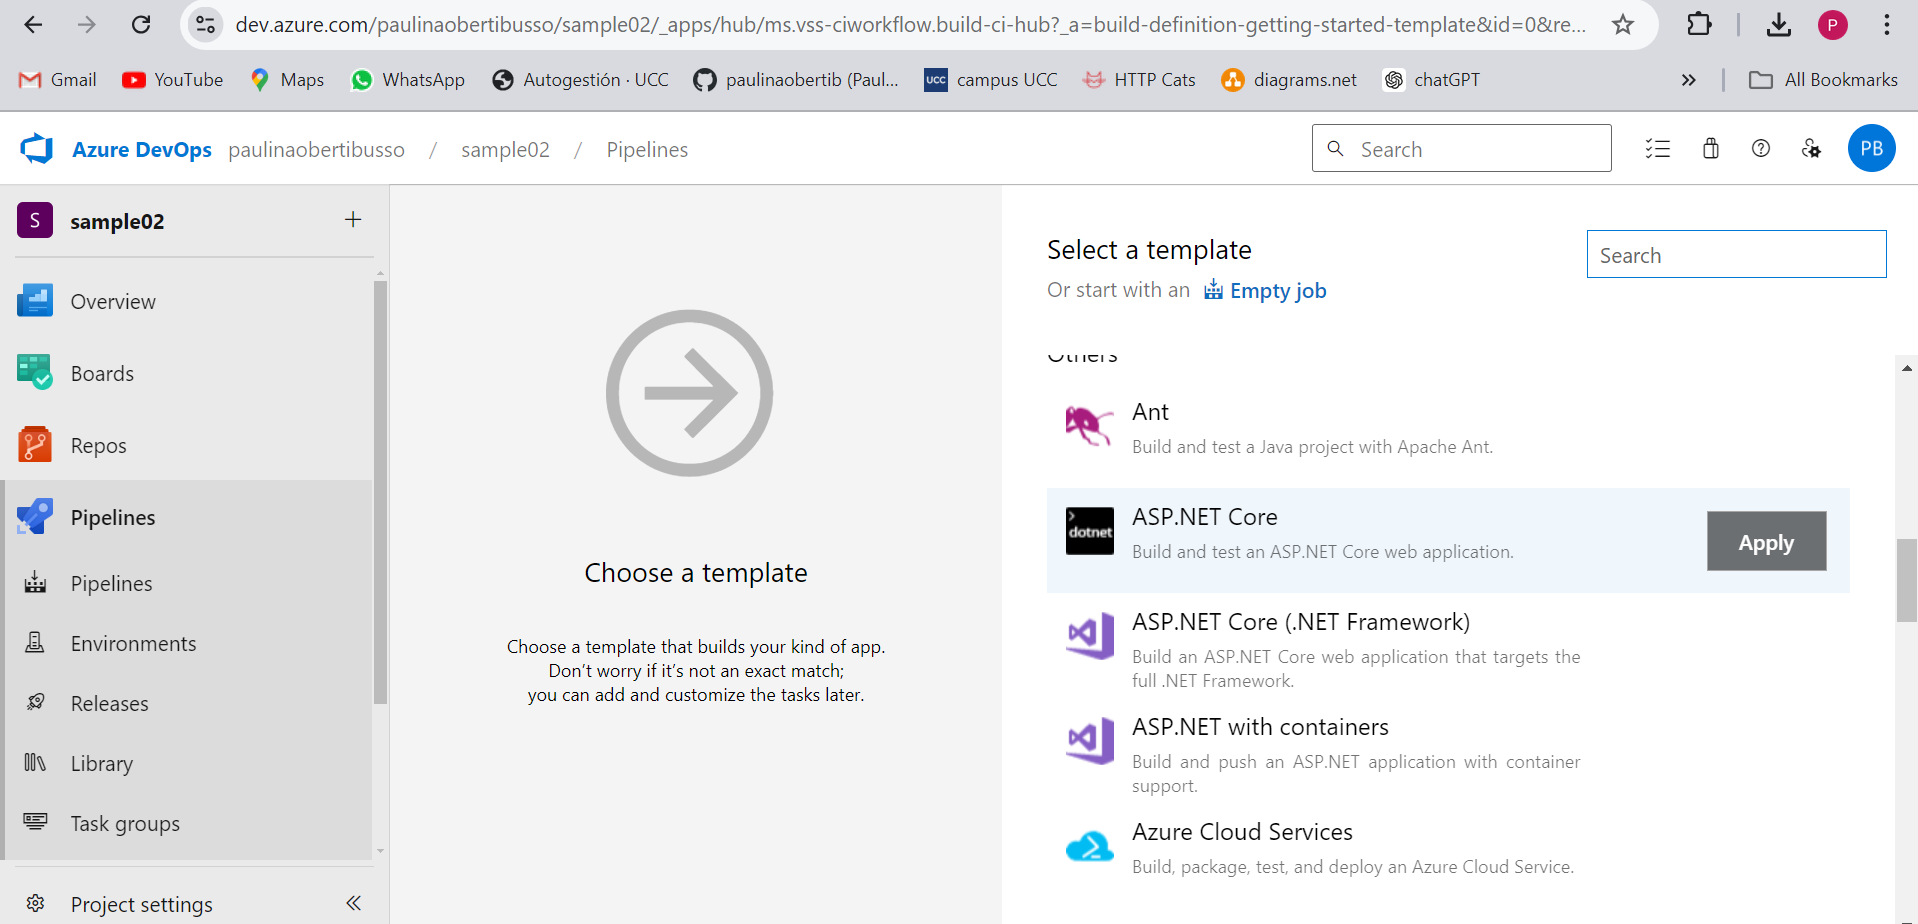 dev.azure.com/paulinaobertibusso/sample02/_apps/hub/ms.vss-ciworkflow.build-ci-hub?_a=build-definition-getting-started-template&id=0&re...
P
Gmail
YouTube
Maps
WhatsApp
Autogestión · UCC
paulinaobertib (Paul...
UCC
campus UCC
HTTP Cats
diagrams.net
chatGPT
»
All Bookmarks
Azure DevOps
paulinaobertibusso / sample02 / Pipelines
Search
PB
S
sample02
+
Overview
Boards
Repos
Pipelines
Pipelines
Environments
Releases
Library
Task groups
Project settings
«
Choose a template
Choose a template that builds your kind of app.
Don’t worry if it’s not an exact match;
you can add and customize the tasks later.
Select a template
Search
Or start with an Empty job
Others
Ant
Build and test a Java project with Apache Ant.
dotnet
ASP.NET Core
Build and test an ASP.NET Core web application.
Apply
ASP.NET Core (.NET Framework)
Build an ASP.NET Core web application that targets the
full .NET Framework.
ASP.NET with containers
Build and push an ASP.NET application with container
support.
Azure Cloud Services
Build, package, test, and deploy an Azure Cloud Service.